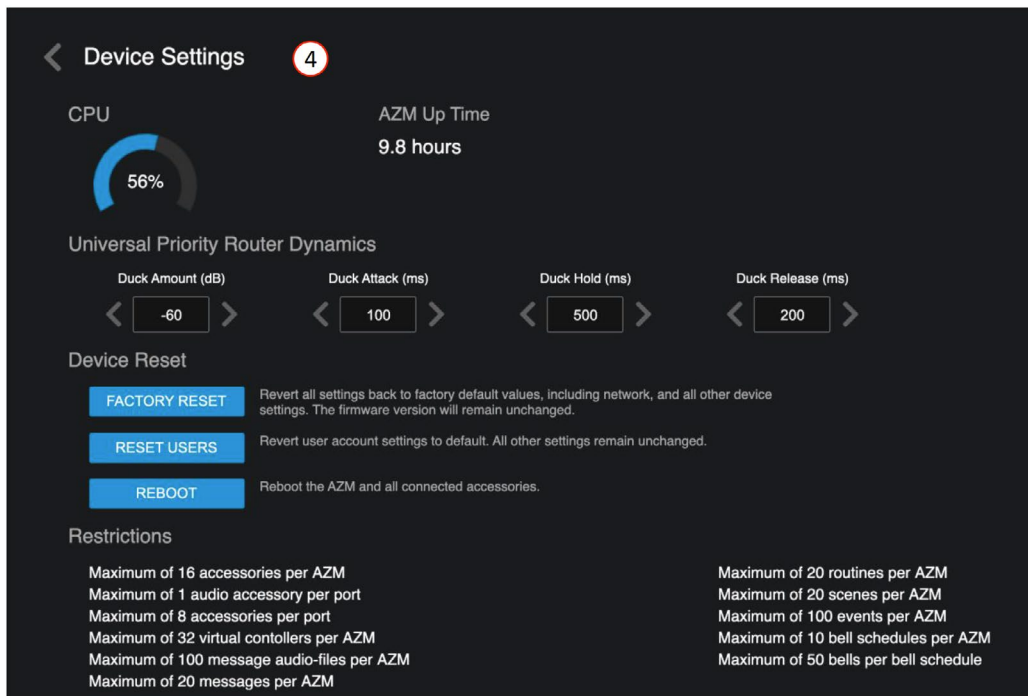 Device Settings
4
CPU
AZM Up Time
9.8 hours
56%
Universal Priority Router Dynamics
Duck Amount (dB)
Duck Attack (ms)
Duck Hold (ms)
Duck Release (ms)
-60
100
500
200
Device Reset
FACTORY RESET
Revert all settings back to factory default values, including network, and all other device
settings. The firmware version will remain unchanged.
RESET USERS
Revert user account settings to default. All other settings remain unchanged.
REBOOT
Reboot the AZM and all connected accessories.
Restrictions
Maximum of 16 accessories per AZM
Maximum of 1 audio accessory per port
Maximum of 8 accessories per port
Maximum of 32 virtual contollers per AZM
Maximum of 100 message audio-files per AZM
Maximum of 20 messages per AZM
Maximum of 20 routines per AZM
Maximum of 20 scenes per AZM
Maximum of 100 events per AZM
Maximum of 10 bell schedules per AZM
Maximum of 50 bells per bell schedule